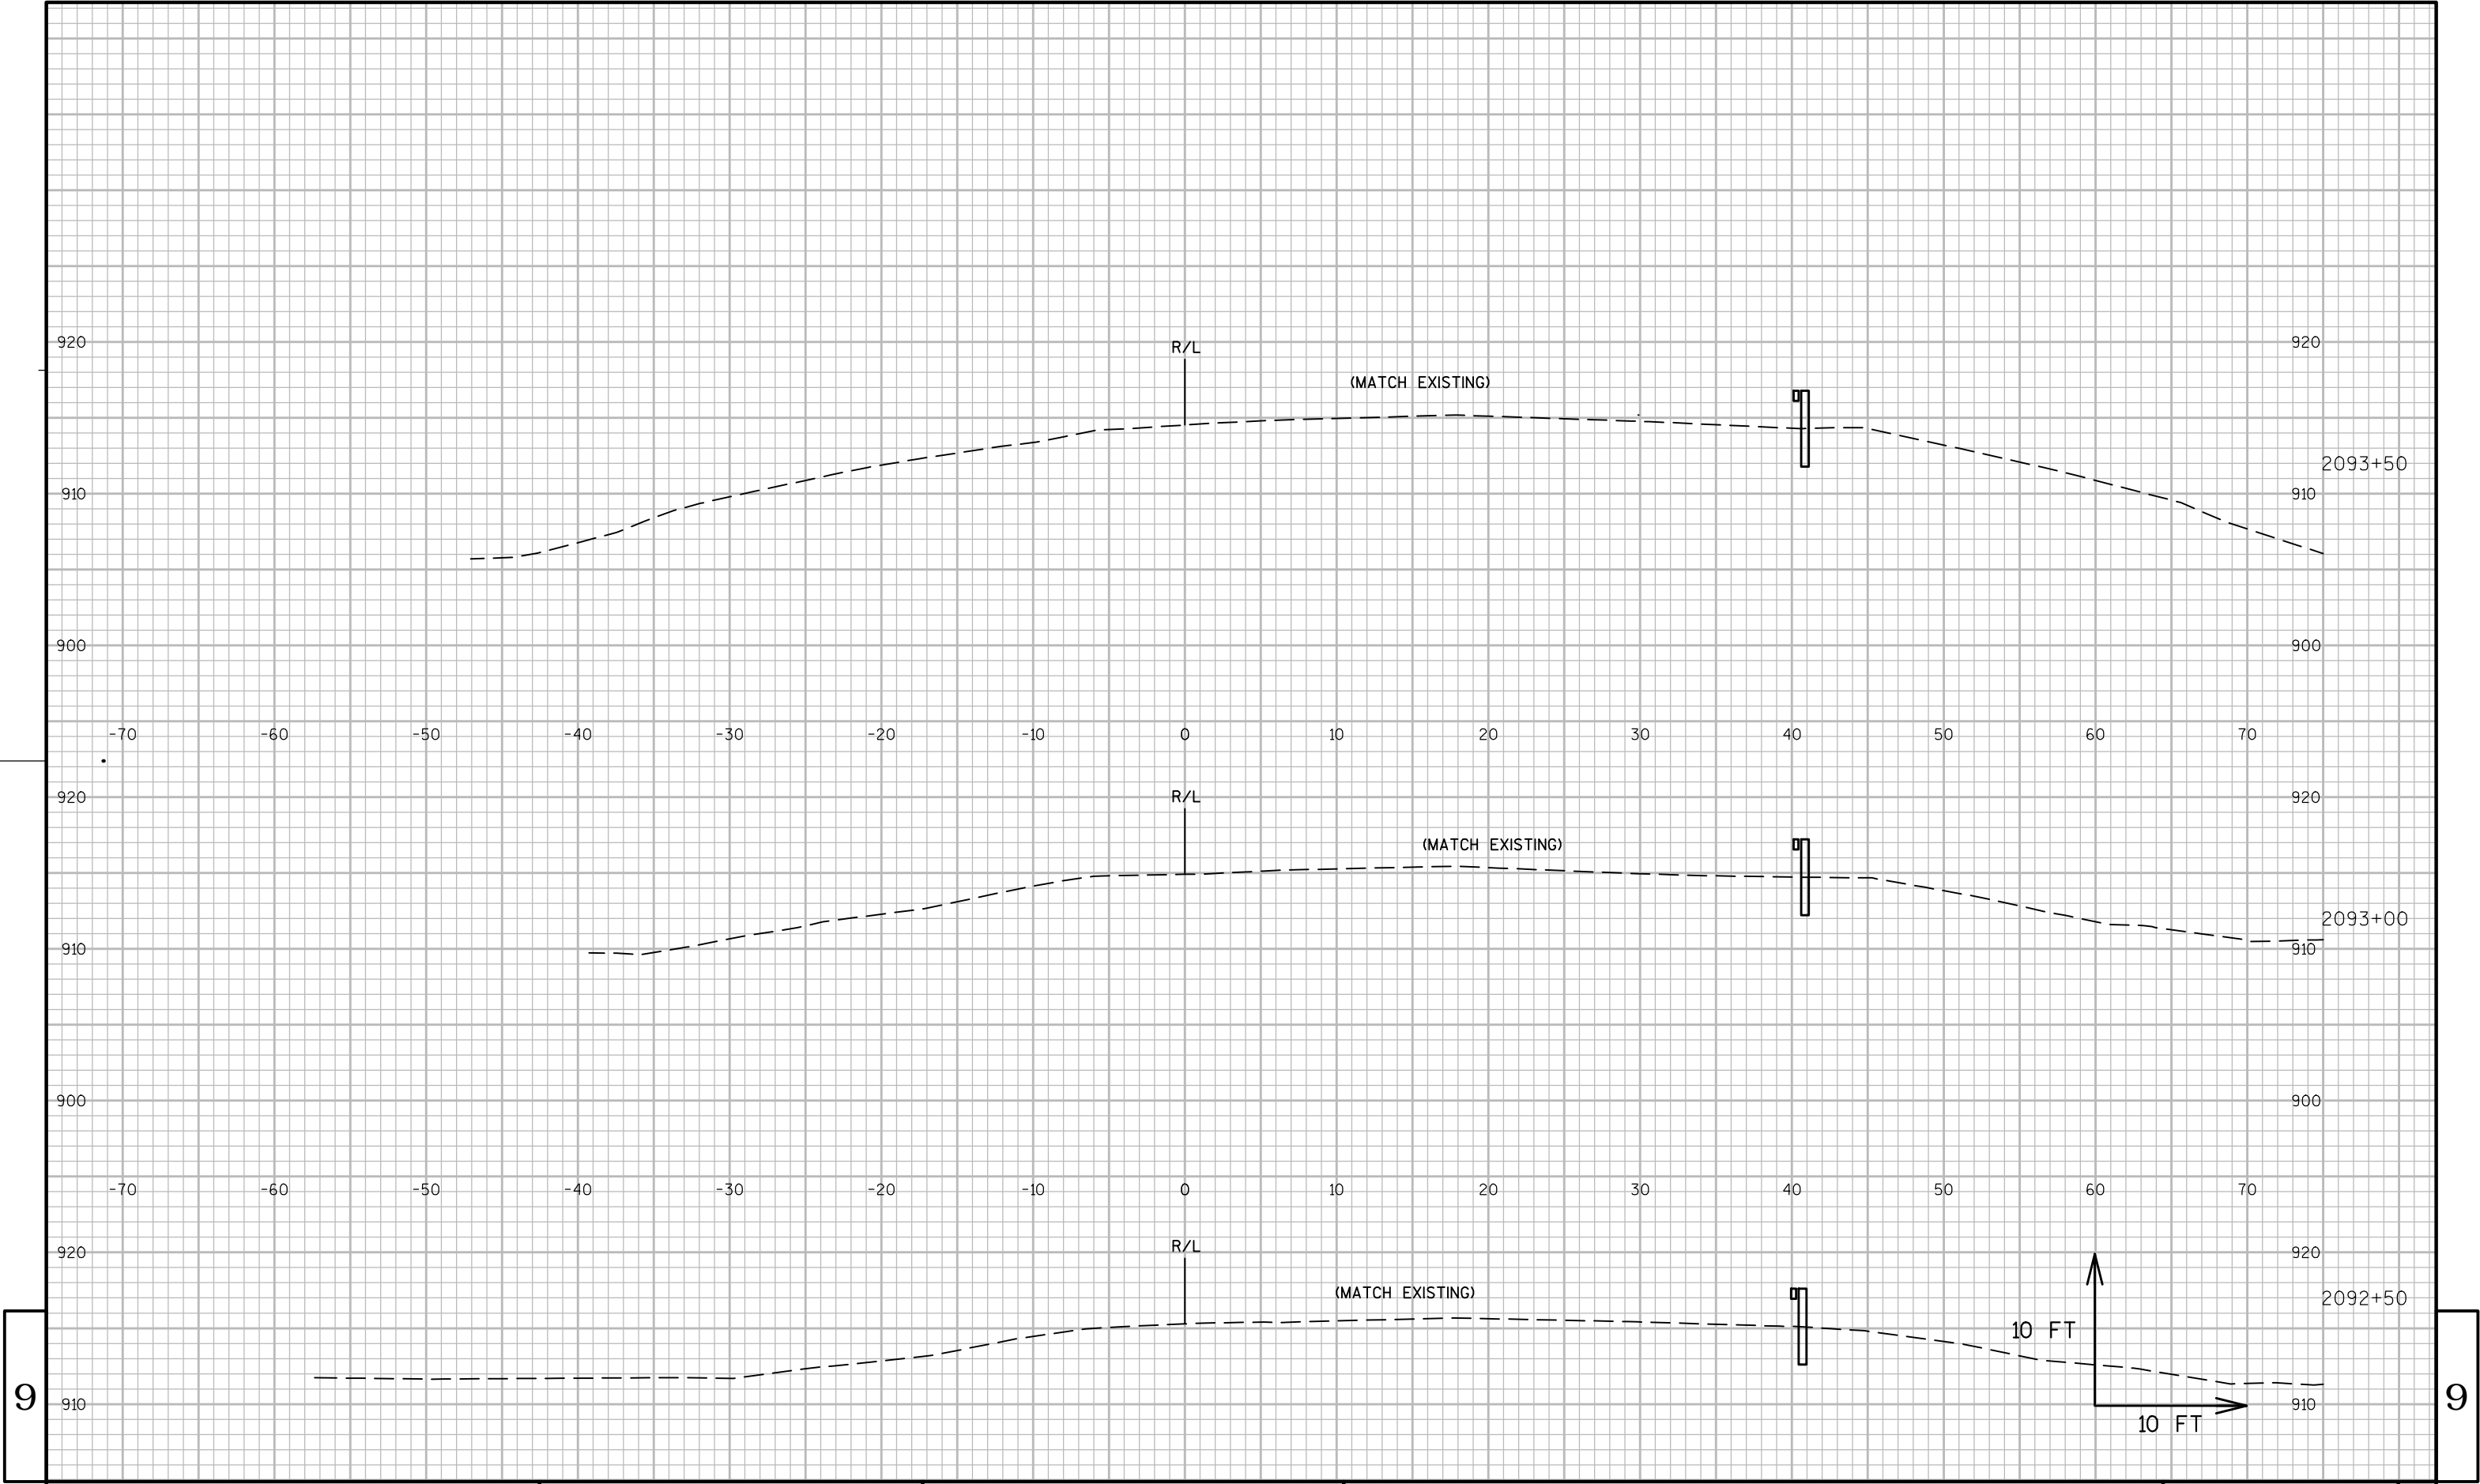 920 920
R/L
(MATCH EXISTING)
2093+50
910 910
900 900
-70 -60 -50 -40 -30 -20 -10 0 10 20 30 40 50 60 70
920 R/L 920
(MATCH EXISTING)
2093+00
910 910
900 900
-70 -60 -50 -40 -30 -20 -10 0 10 20 30 40 50 60 70
920 R/L 920
(MATCH EXISTING) 2092+50
10 FT
9 910 910 9
10 FT